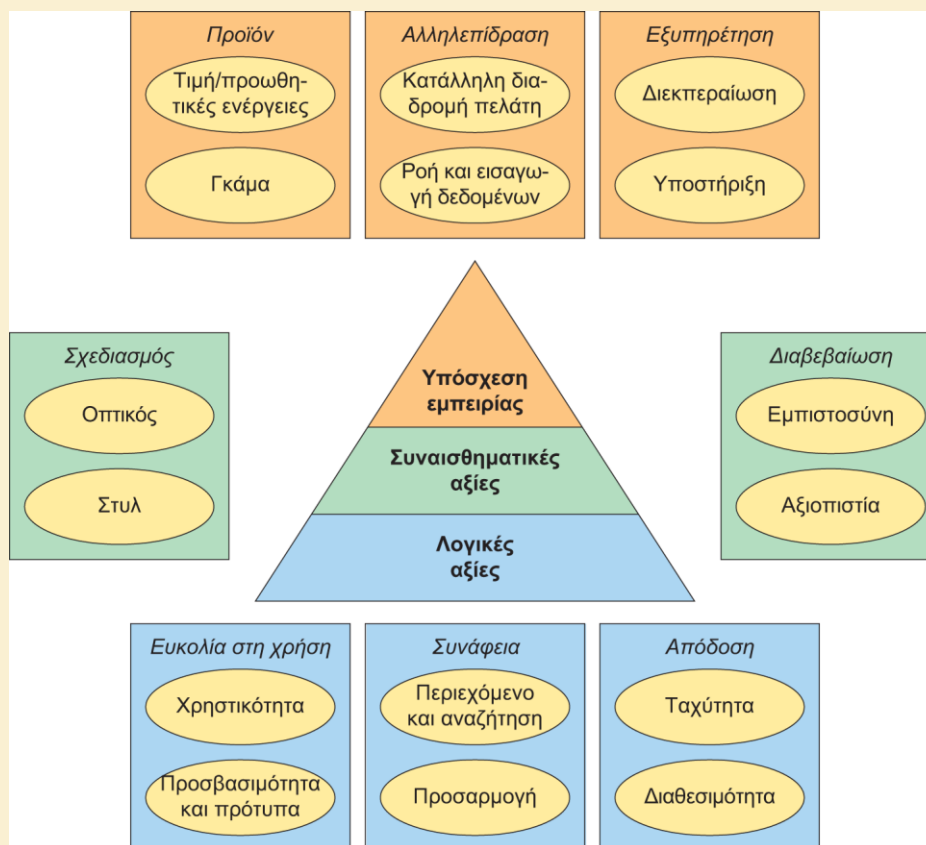 Προϊόν
Τιμή/προωθη-
τικές ενέργειες
Γκάμα
Αλληλεπίδραση
Κατάλληλη δια-
δρομή πελάτη
Ροή και εισαγω-
γή δεδομένων
Εξυπηρέτηση
Διεκπεραίωση
Υποστήριξη
Σχεδιασμός
Οπτικός
Στυλ
Υπόσχεση
εμπειρίας
Συναισθηματικές
αξίες
Λογικές
αξίες
Διαβεβαίωση
Εμπιστοσύνη
Αξιοπιστία
Ευκολία στη χρήση
Χρηστικότητα
Προσβασιμότητα
και πρότυπα
Συνάφεια
Περιεχόμενο
και αναζήτηση
Προσαρμογή
Απόδοση
Ταχύτητα
Διαθεσιμότητα